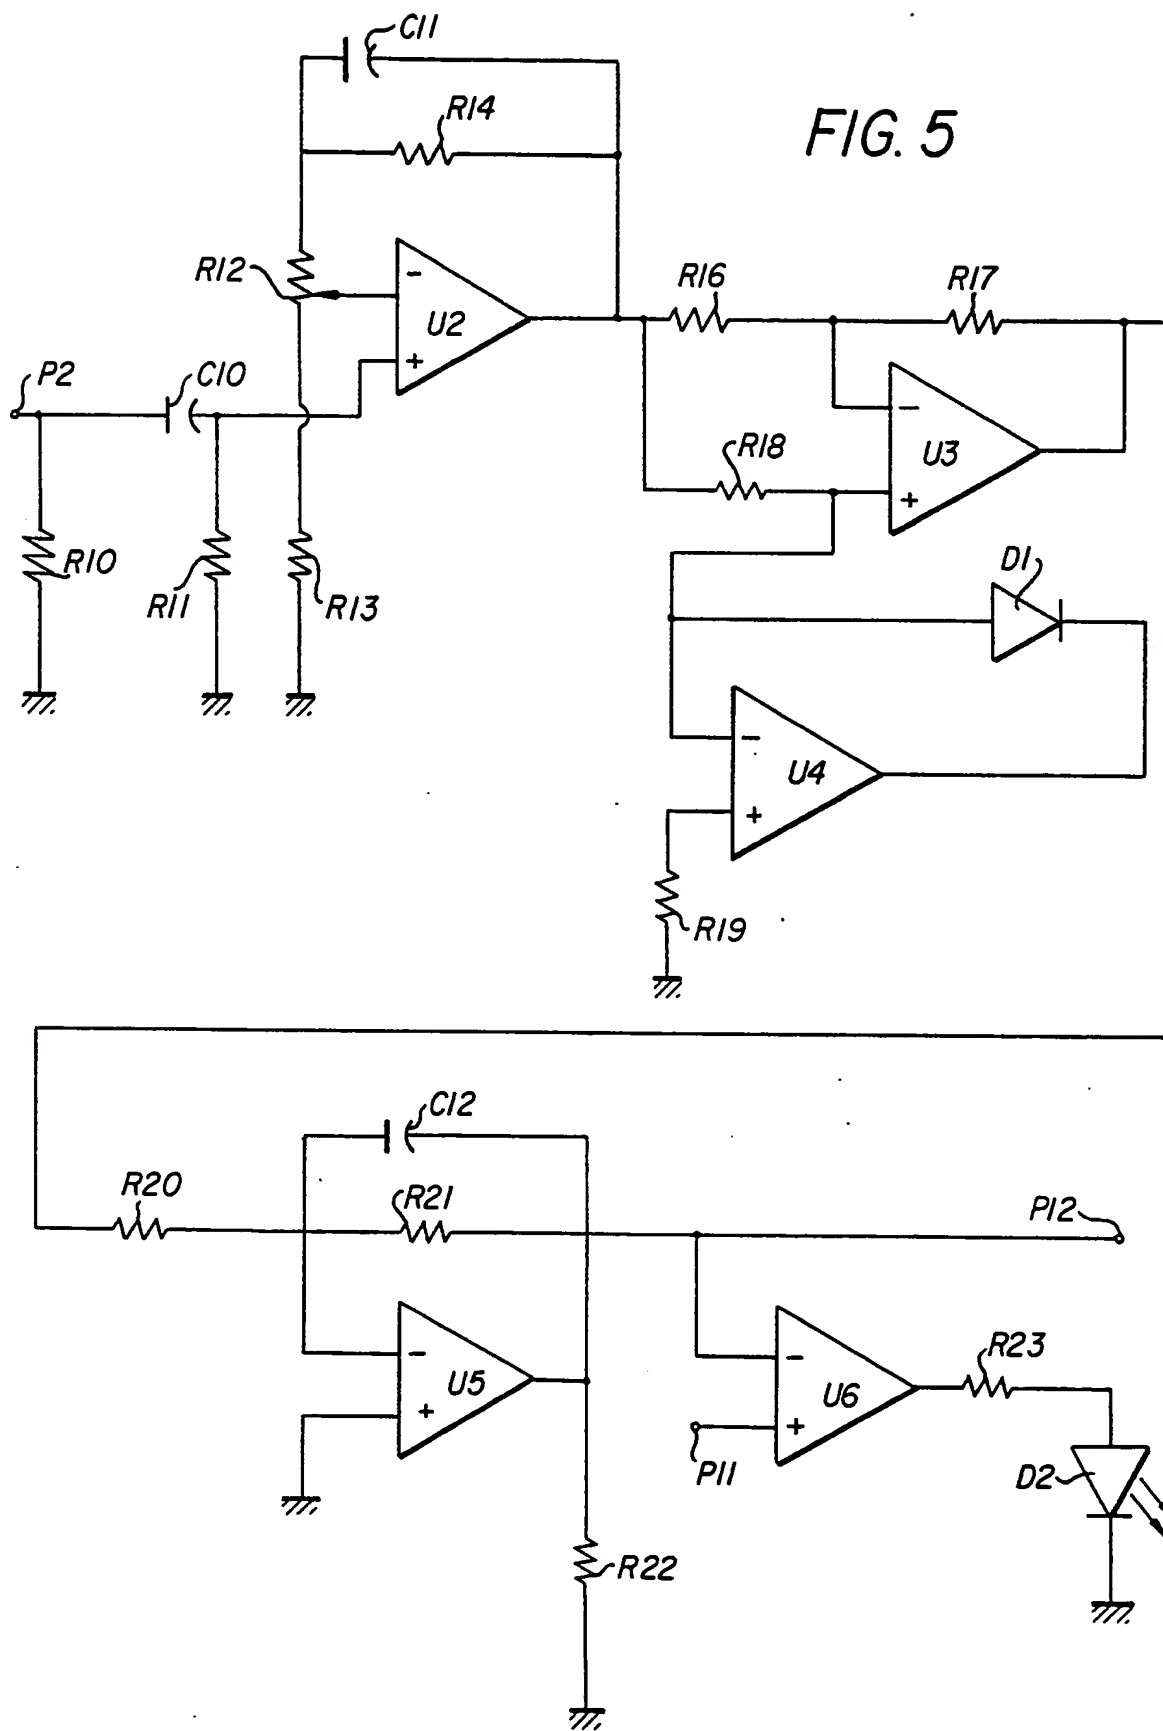 C11
R14
FIG. 5
R12
-
U2
+
R16
R17
P2
C10
-
U3
+
R18
R10
R11
R13
D1
-
U4
+
R19
C12
R20
R21
P12
-
U5
+
-
U6
+
R23
P11
D2
R22